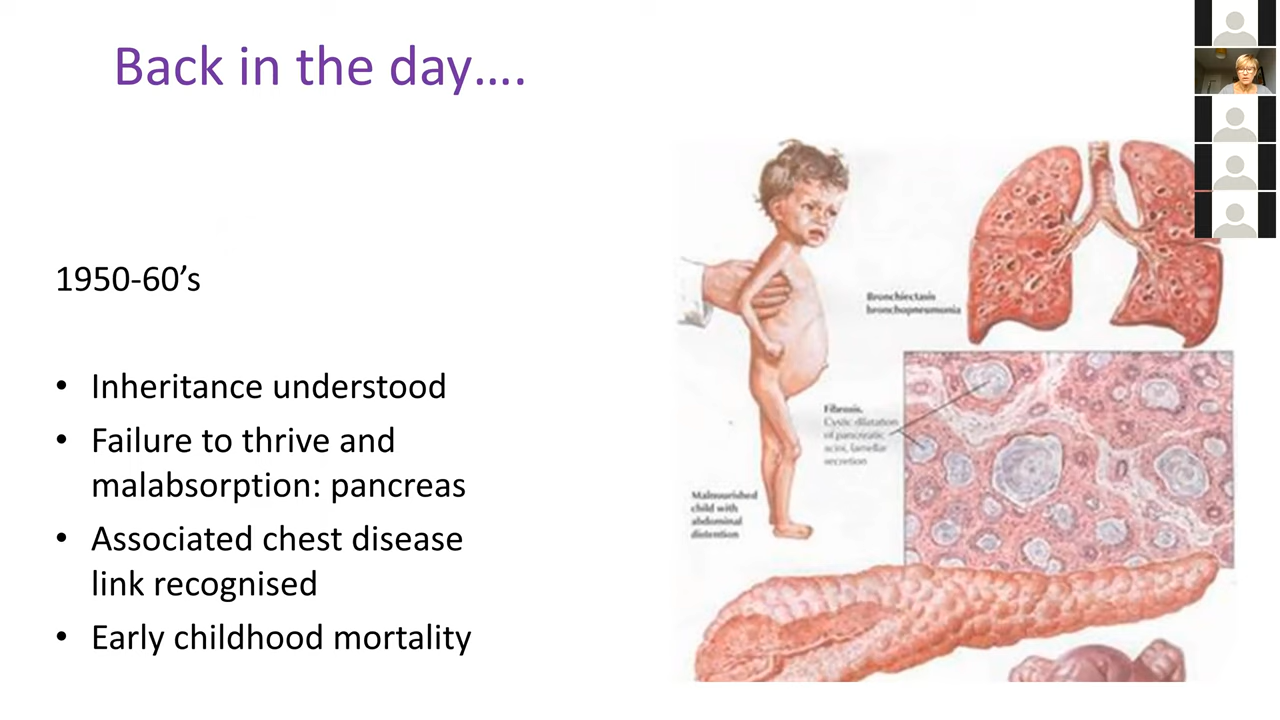 Back in the day….
1950-60’s
• Inheritance understood
• Failure to thrive and
malabsorption: pancreas
• Associated chest disease
link recognised
• Early childhood mortality
Bronchiectasis
bronchopneumonia
Fibrosis.
Cystic dilatation
of pancreatic
acini, lamellar
secretion
Malnourished
child with
abdominal
distention